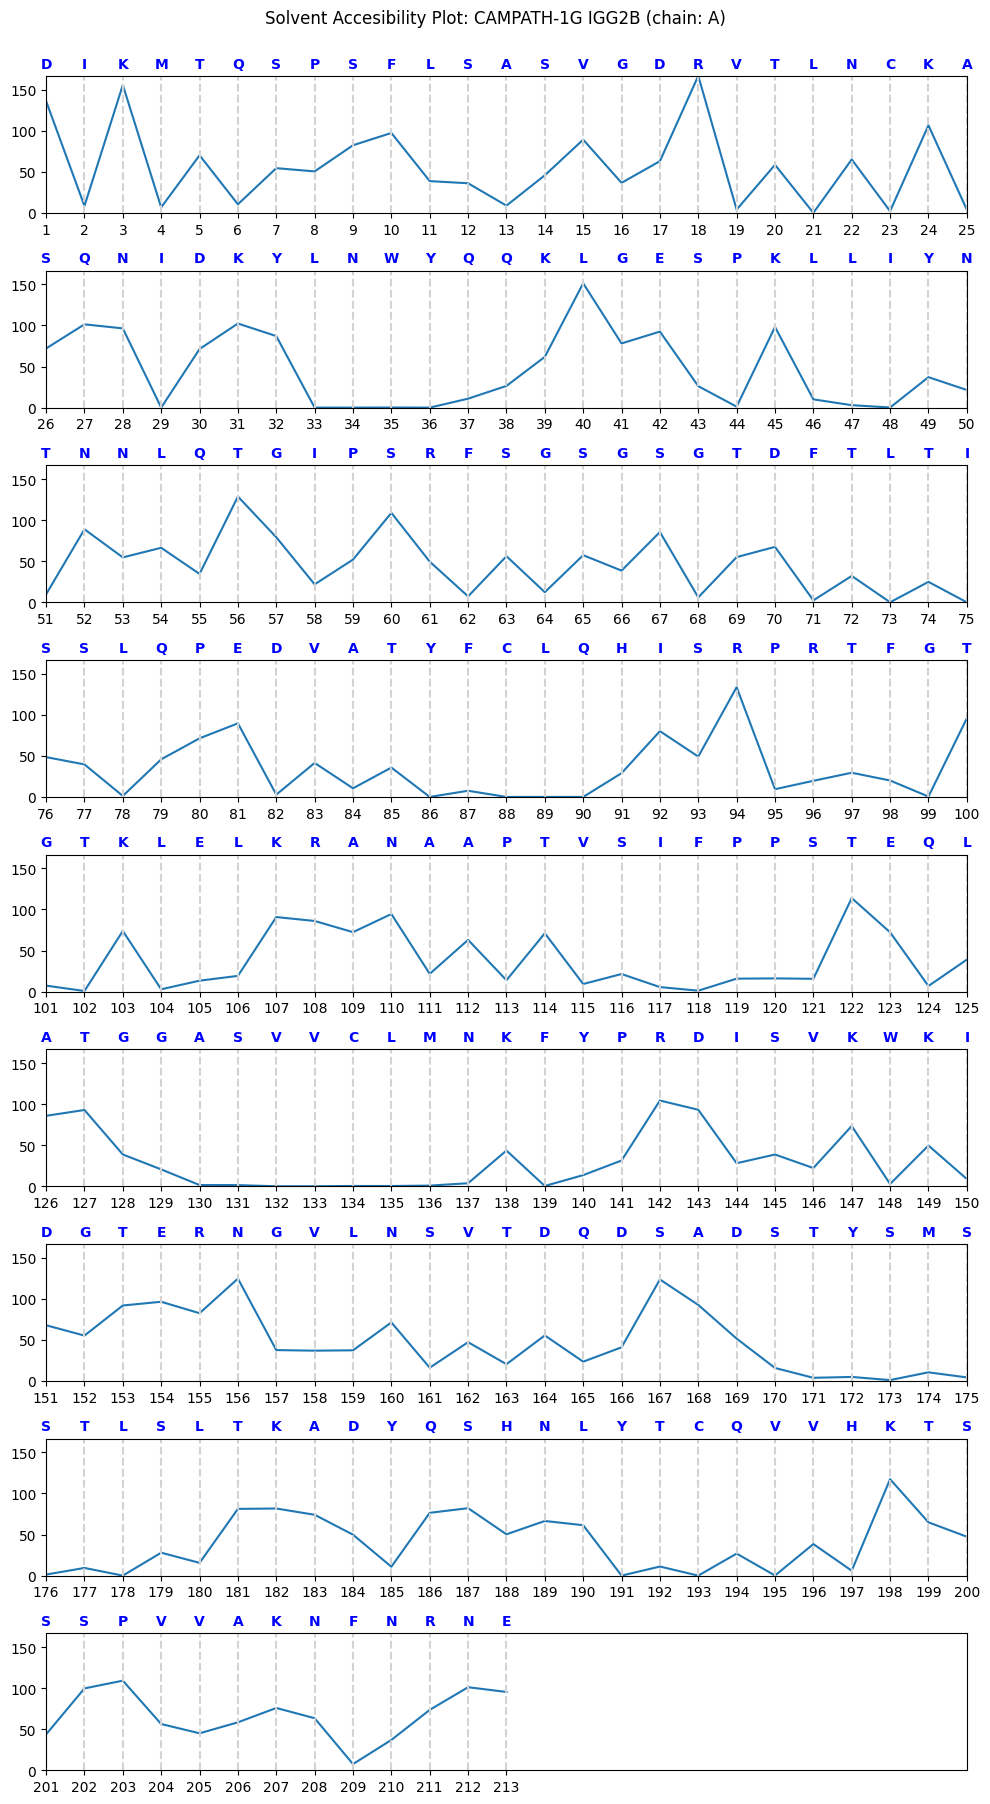 Solvent Accesibility Plot: CAMPATH-1G IGG2B (chain: A)
D I K M T Q S P S F L S A S V G D R V T L N C K A
150
100
50
0
1 2 3 4 5 6 7 8 9 10 11 12 13 14 15 16 17 18 19 20 21 22 23 24 25
S Q N I D K Y L N W Y Q Q K L G E S P K L L I Y N
150
100
50
0
26 27 28 29 30 31 32 33 34 35 36 37 38 39 40 41 42 43 44 45 46 47 48 49 50
T N N L Q T G I P S R F S G S G S G T D F T L T I
150
100
50
0
51 52 53 54 55 56 57 58 59 60 61 62 63 64 65 66 67 68 69 70 71 72 73 74 75
S S L Q P E D V A T Y F C L Q H I S R P R T F G T
150
100
50
0
76 77 78 79 80 81 82 83 84 85 86 87 88 89 90 91 92 93 94 95 96 97 98 99 100
G T K L E L K R A N A A P T V S I F P P S T E Q L
150
100
50
0
101 102 103 104 105 106 107 108 109 110 111 112 113 114 115 116 117 118 119 120 121 122 123 124 125
A T G G A S V V C L M N K F Y P R D I S V K W K I
150
100
50
0
126 127 128 129 130 131 132 133 134 135 136 137 138 139 140 141 142 143 144 145 146 147 148 149 150
D G T E R N G V L N S V T D Q D S A D S T Y S M S
150
100
50
0
151 152 153 154 155 156 157 158 159 160 161 162 163 164 165 166 167 168 169 170 171 172 173 174 175
S T L S L T K A D Y Q S H N L Y T C Q V V H K T S
150
100
50
0
176 177 178 179 180 181 182 183 184 185 186 187 188 189 190 191 192 193 194 195 196 197 198 199 200
S S P V V A K N F N R N E
150
100
50
0
201 202 203 204 205 206 207 208 209 210 211 212 213